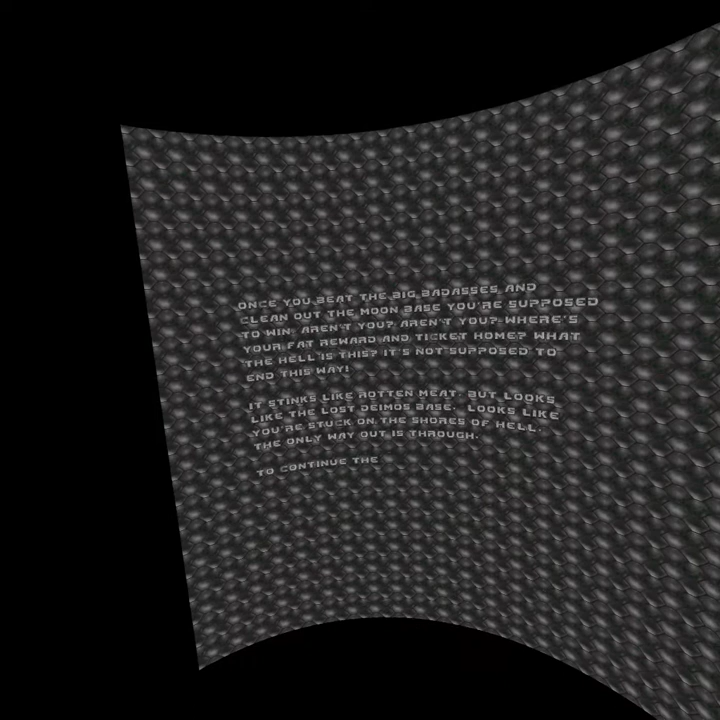 ONCE YOU BEAT THE BIG BADASSES AND
CLEAN OUT THE MOON BASE YOU'RE SUPPOSED
TO WIN, AREN'T YOU? AREN'T YOU? WHERE'S
YOUR FAT REWARD AND TICKET HOME? WHAT
THE HELL IS THIS? IT'S NOT SUPPOSED TO
END THIS WAY!
IT STINKS LIKE ROTTEN MEAT, BUT LOOKS
LIKE THE LOST DEIMOS BASE. LOOKS LIKE
YOU'RE STUCK ON THE SHORES OF HELL.
THE ONLY WAY OUT IS THROUGH.
TO CONTINUE THE